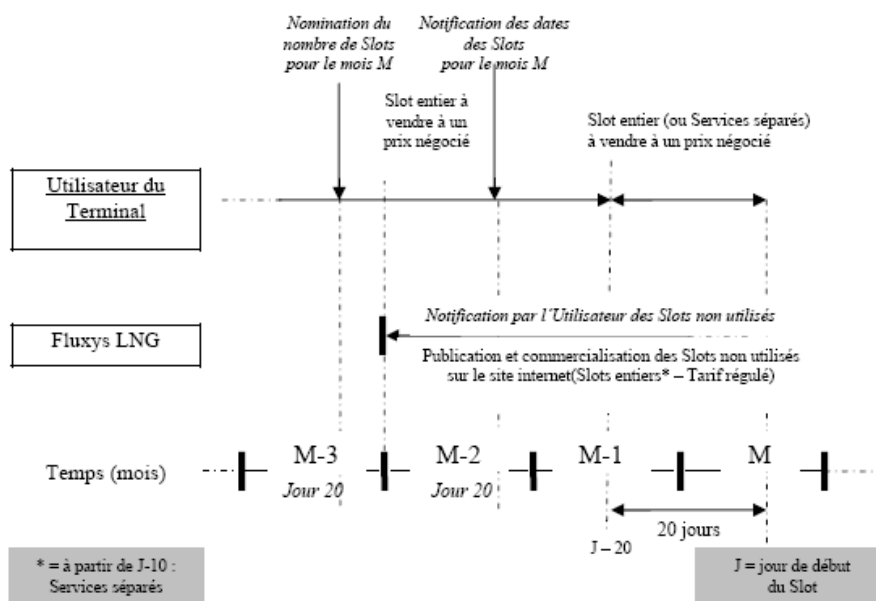 Nomination du
nombre de Slots
pour le mois M
Notification des dates
des Slots
pour le mois M
Slot entier à
vendre à un
prix négocié
Slot entier (ou Services séparés)
à vendre à un prix négocié
Utilisateur du
Terminal
Notification par l´Utilisateur des Slots non utilisés
Fluxys LNG
Publication et commercialisation des Slots non utilisés
sur le site internet(Slots entiers* – Tarif régulé)
Temps (mois)
M-3
M-2
M-1
M
Jour 20
Jour 20
20 jours
J – 20
* = à partir de J-10 :
Services séparés
J = jour de début
du Slot